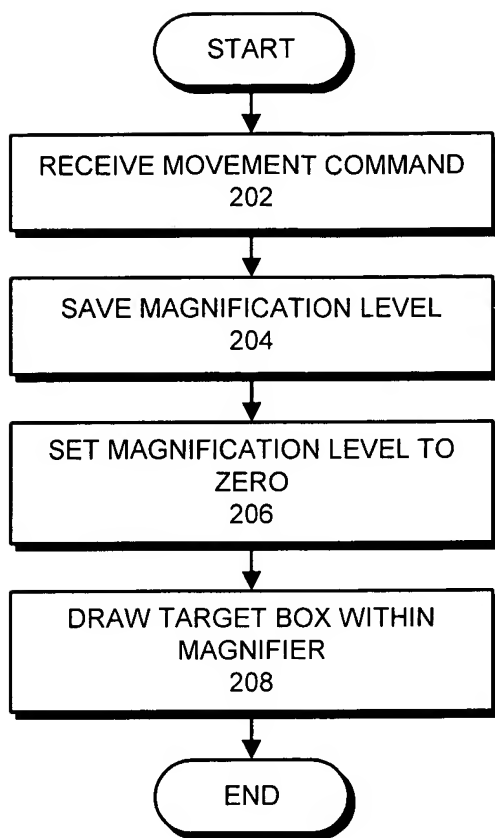 START
RECEIVE MOVEMENT COMMAND
202
SAVE MAGNIFICATION LEVEL
204
SET MAGNIFICATION LEVEL TO
ZERO
206
DRAW TARGET BOX WITHIN
MAGNIFIER
208
END